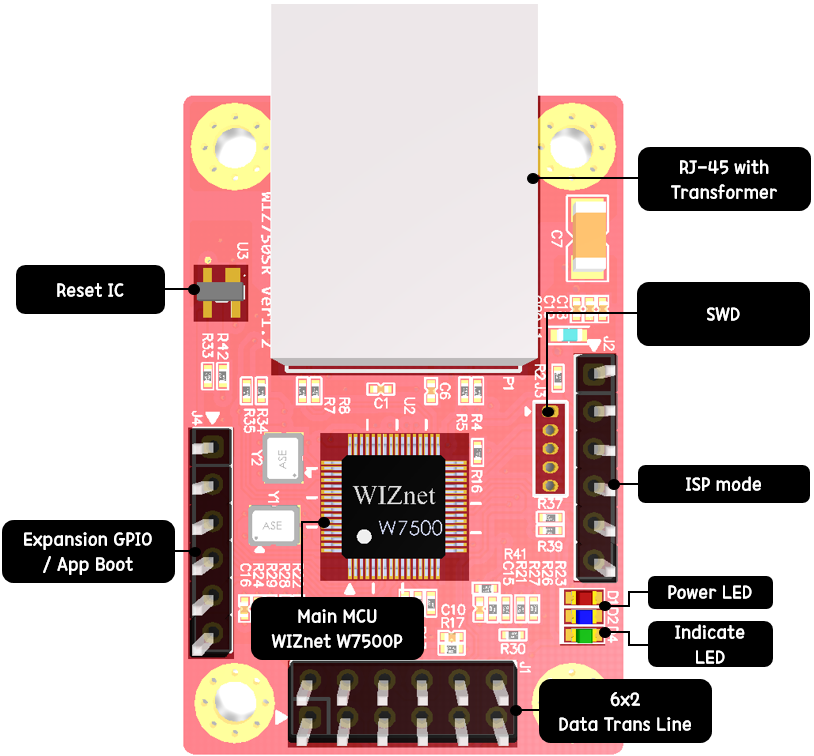 RJ-45 with
Transformer
WIZ750SR Ver1.2
C7
U3
Reset IC
SWD
R33
R42
J2
P1
R2
J3
R35
R34
R7
R8
C1
U2
C6
R5
R4
J4
Y2
ASE
R16
WIZnet
W7500
Y1
ASE
ISP mode
R37
R39
Expansion GPIO
/ App Boot
C16
R24
R29
R28
R22
R41
C15
R21
R27
R26
R23
Power LED
Main MCU
WIZnet W7500P
C10
R17
R30
Indicate
LED
J1
6x2
Data Trans Line